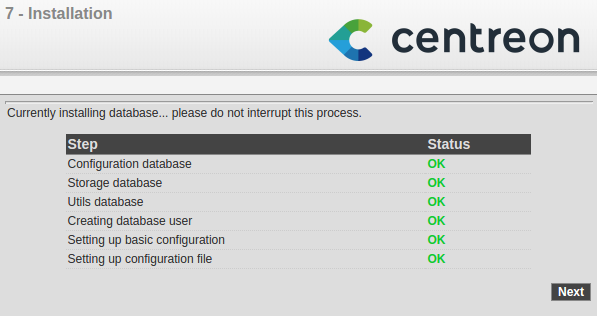 7 - Installation
centreon
Currently installing database... please do not interrupt this process.
Step Status
Configuration database OK
Storage database OK
Utils database OK
Creating database user OK
Setting up basic configuration OK
Setting up configuration file OK
Next